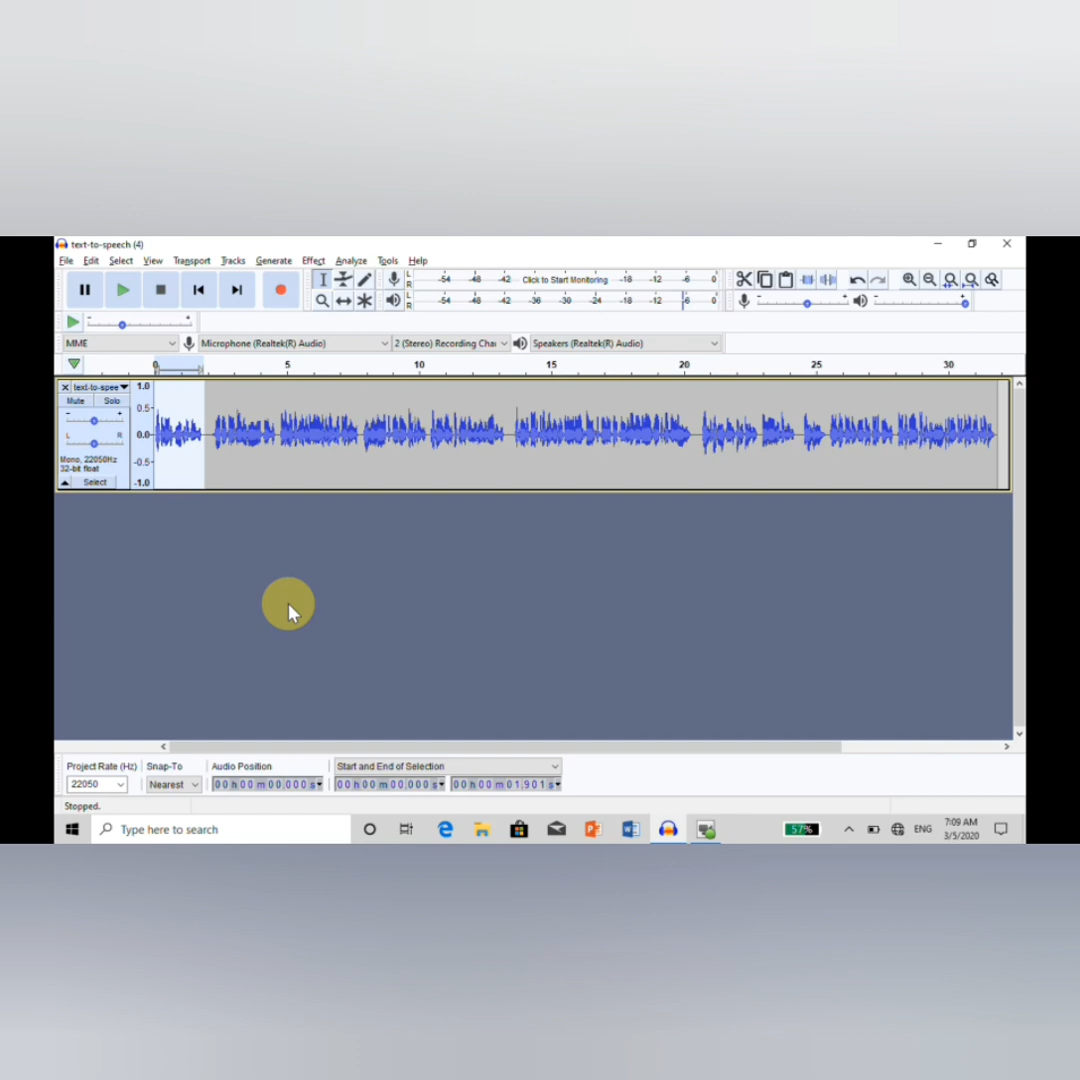 text-to-speech (4)
File Edit Select View Transport Tracks Generate Effect Analyze Tools Help
L R -54 -48 -42 Click to Start Monitoring -18 -12 -6 0
L R -54 -48 -42 -36 -30 -24 -18 -12 -6 0
MME Microphone (Realtek(R) Audio) 2 (Stereo) Recording Chai Speakers (Realtek(R) Audio)
0 5 10 15 20 25 30
text-to-spee 1.0
Mute Solo
0.5
L R 0.0
Mono, 22050Hz
32-bit float -0.5
Select -1.0
Project Rate (Hz) Snap-To Audio Position Start and End of Selection
22050 Nearest 00 h 00 m 00,000 s 00 h 00 m 00,000 s 00 h 00 m 01,901 s
Stopped.
Type here to search 57% ENG 7:09 AM
3/5/2020